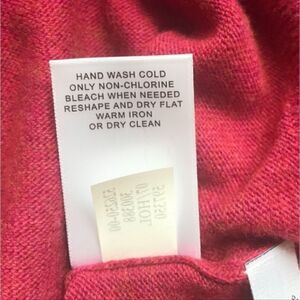 HAND WASH COLD
ONLY NON-CHLORINE
BLEACH WHEN NEEDED
RESHAPE AND DRY FLAT
WARM IRON
OR DRY CLEAN